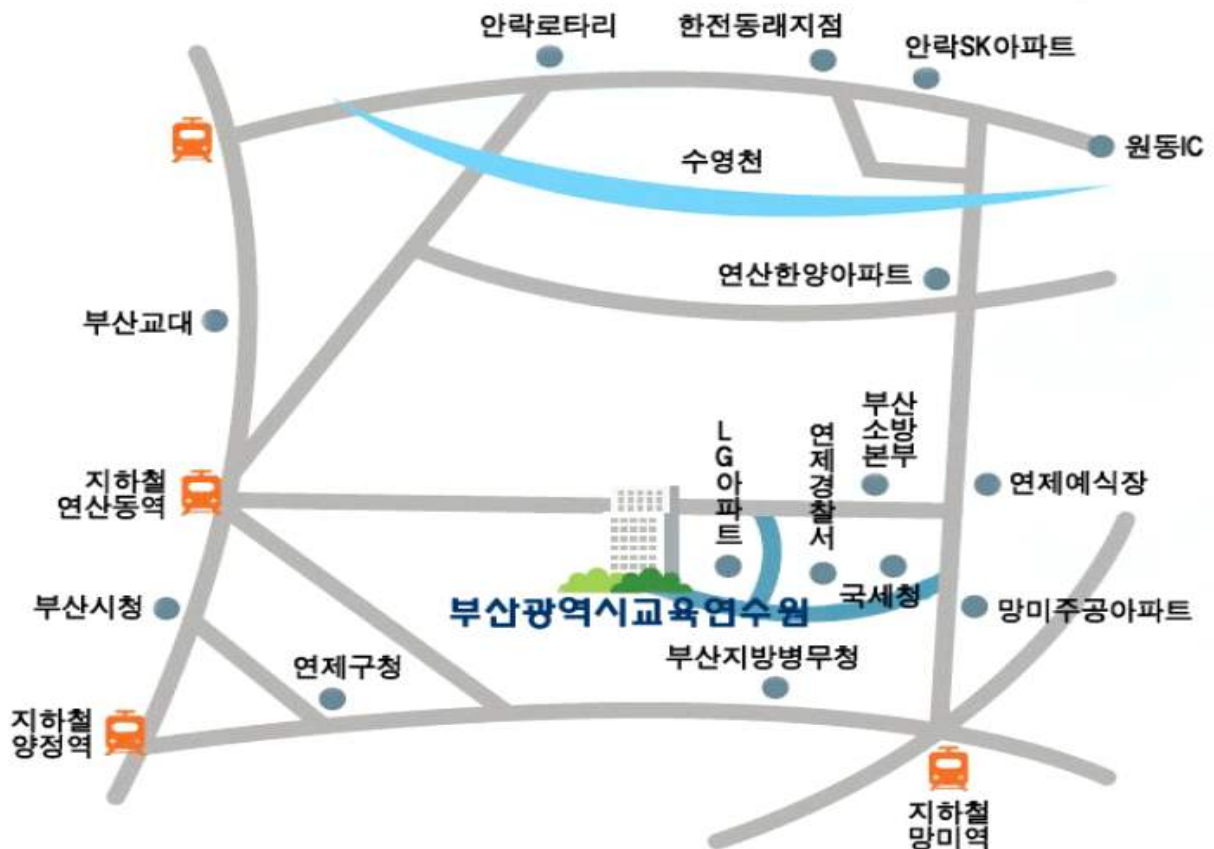 안락로타리
한전동래지점
안락SK아파트
원동IC
수영천
연산한양아파트
부산교대
부산
소방
본부
LG아파트
연제경찰서
지하철
연산동역
연제예식장
국세청
부산시청
부산광역시교육연수원
망미주공아파트
연제구청
부산지방병무청
지하철
양정역
지하철
망미역